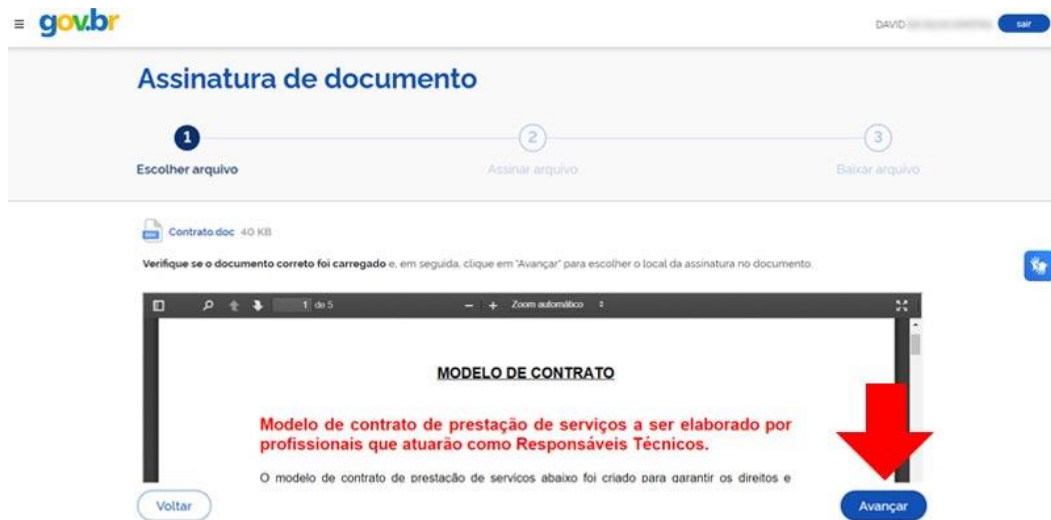 ≡ gov.br
DAVID
sair
Assinatura de documento
1
2
3
Escolher arquivo
Assinar arquivo
Baixar arquivo
Contrato.doc 40 KB
Verifique se o documento correto foi carregado e, em seguida, clique em "Avançar" para escolher o local da assinatura no documento.
1 de 5
− + Zoom automático
MODELO DE CONTRATO
Modelo de contrato de prestação de serviços a ser elaborado por
profissionais que atuarão como Responsáveis Técnicos.
O modelo de contrato de prestação de serviços abaixo foi criado para garantir os direitos e
Voltar
Avançar